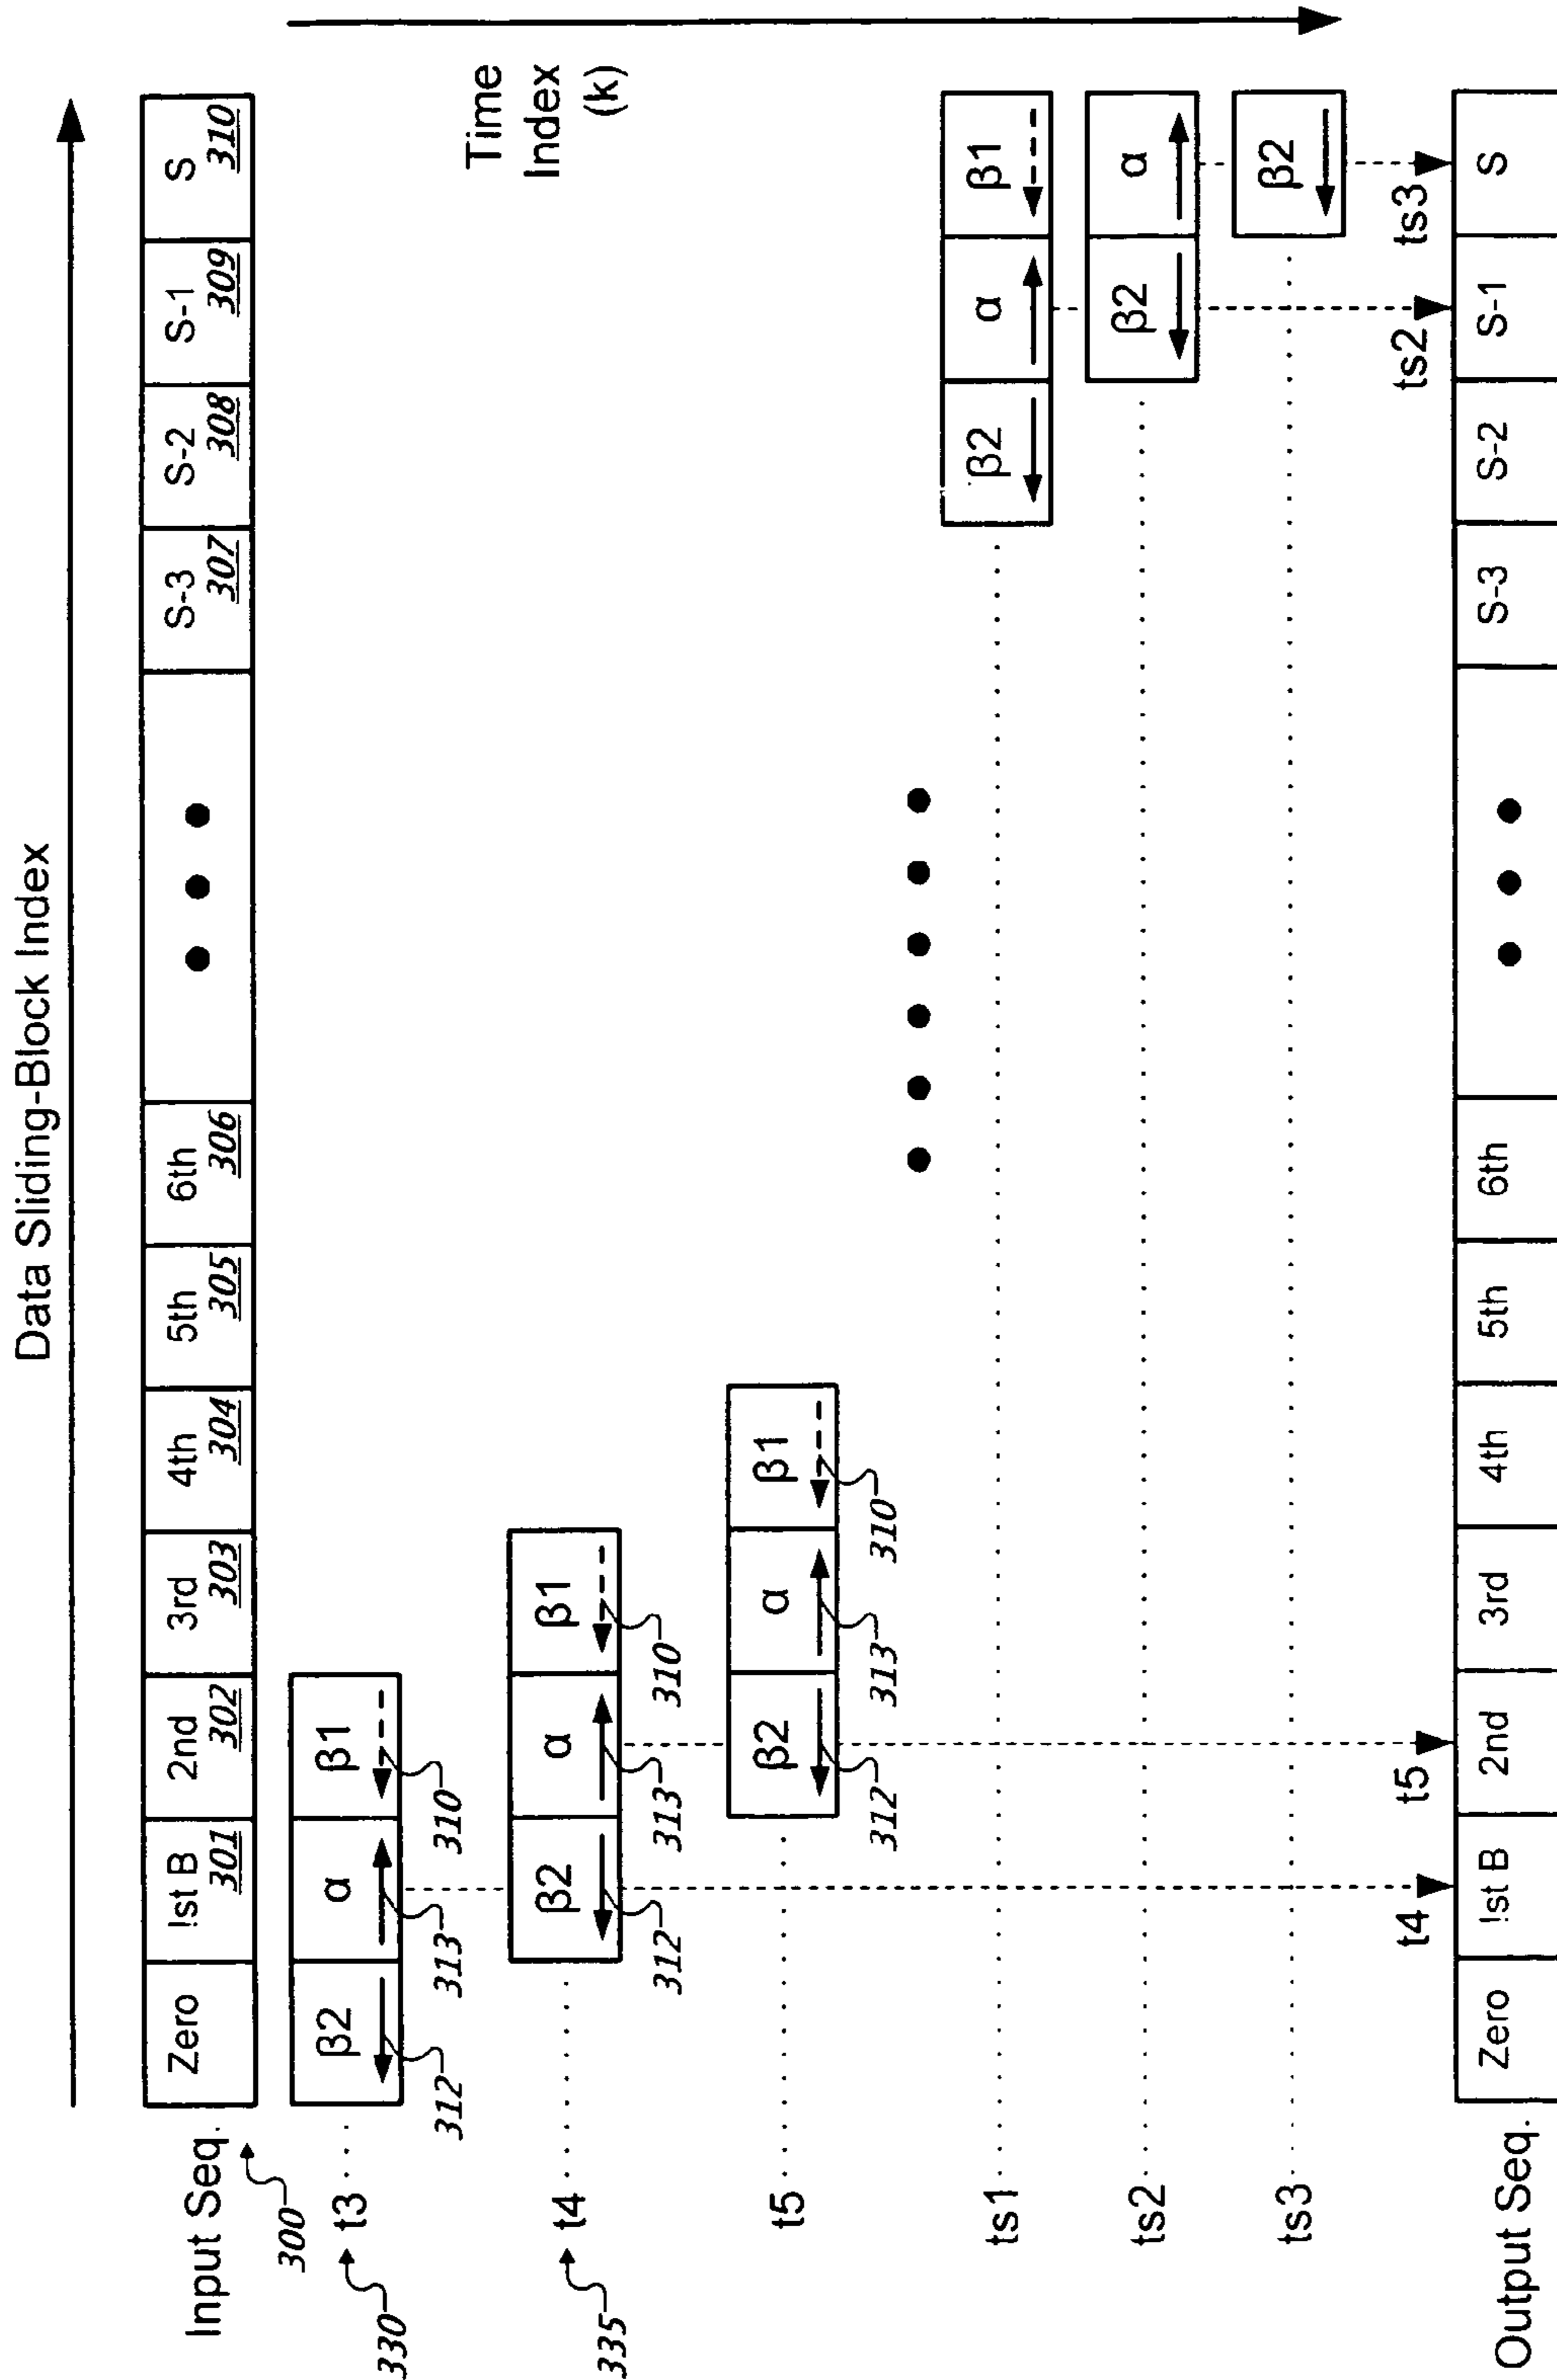 Data Sliding-Block Index
Input Seq. Zero !st B 2nd 3rd 4th 5th 6th S-3 S-2 S-1 S
300 301 302 303 304 305 306 307 308 309 310
Time
Index
(k)
330 t3 β2 α β1
312 313 310
335 t4 β2 α β1
312 313 310
t5 β2 α β1
312 313 310
ts1 β2 α β1
ts2 β2 α
ts3 β2
t4 t5 ts2 ts3
Output Seq. Zero !st B 2nd 3rd 4th 5th 6th S-3 S-2 S-1 S